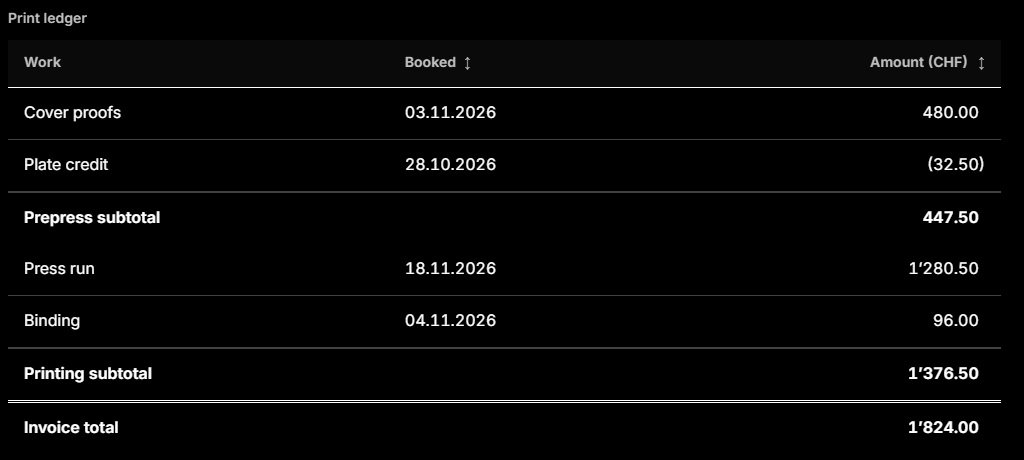 Print ledger
Work Booked ↕ Amount (CHF) ↕
Cover proofs 03.11.2026 480.00
Plate credit 28.10.2026 (32.50)
Prepress subtotal 447.50
Press run 18.11.2026 1’280.50
Binding 04.11.2026 96.00
Printing subtotal 1’376.50
Invoice total 1’824.00